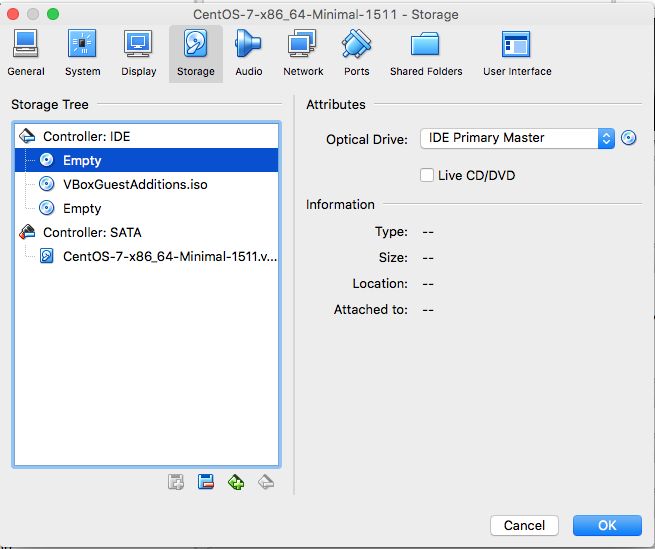 CentOS-7-x86_64-Minimal-1511 - Storage
General System Display Storage Audio Network Ports Shared Folders User Interface
Storage Tree
Controller: IDE
Empty
VBoxGuestAdditions.iso
Empty
Controller: SATA
CentOS-7-x86_64-Minimal-1511.v...
Attributes
Optical Drive: IDE Primary Master
Live CD/DVD
Information
Type: --
Size: --
Location: --
Attached to: --
Cancel OK